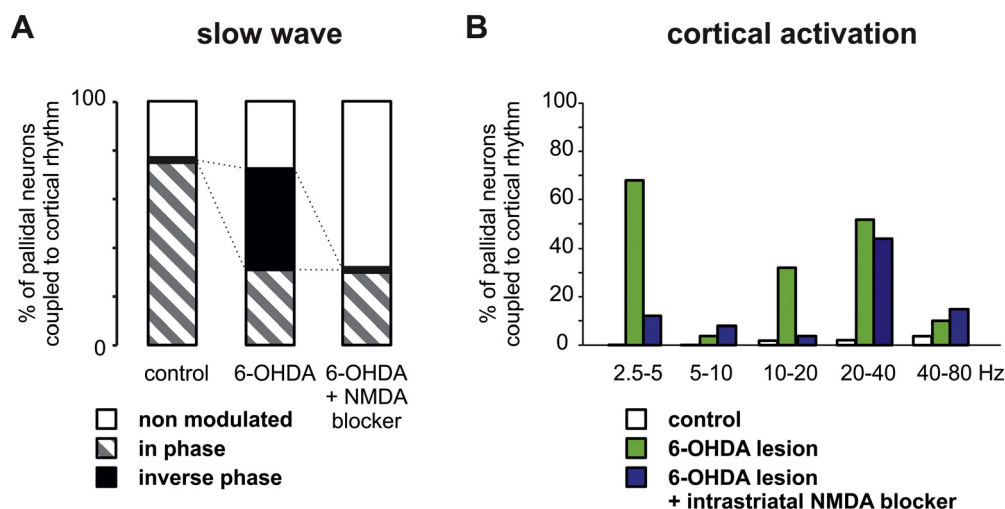 A
slow wave
% of pallidal neurons
coupled to cortical rhythm
100
0
control
6-OHDA
6-OHDA
+ NMDA
blocker
non modulated
in phase
inverse phase
B
cortical activation
% of pallidal neurons
coupled to cortical rhythm
100
80
60
40
20
0
2.5-5
5-10
10-20
20-40
40-80 Hz
control
6-OHDA lesion
6-OHDA lesion
+ intrastriatal NMDA blocker